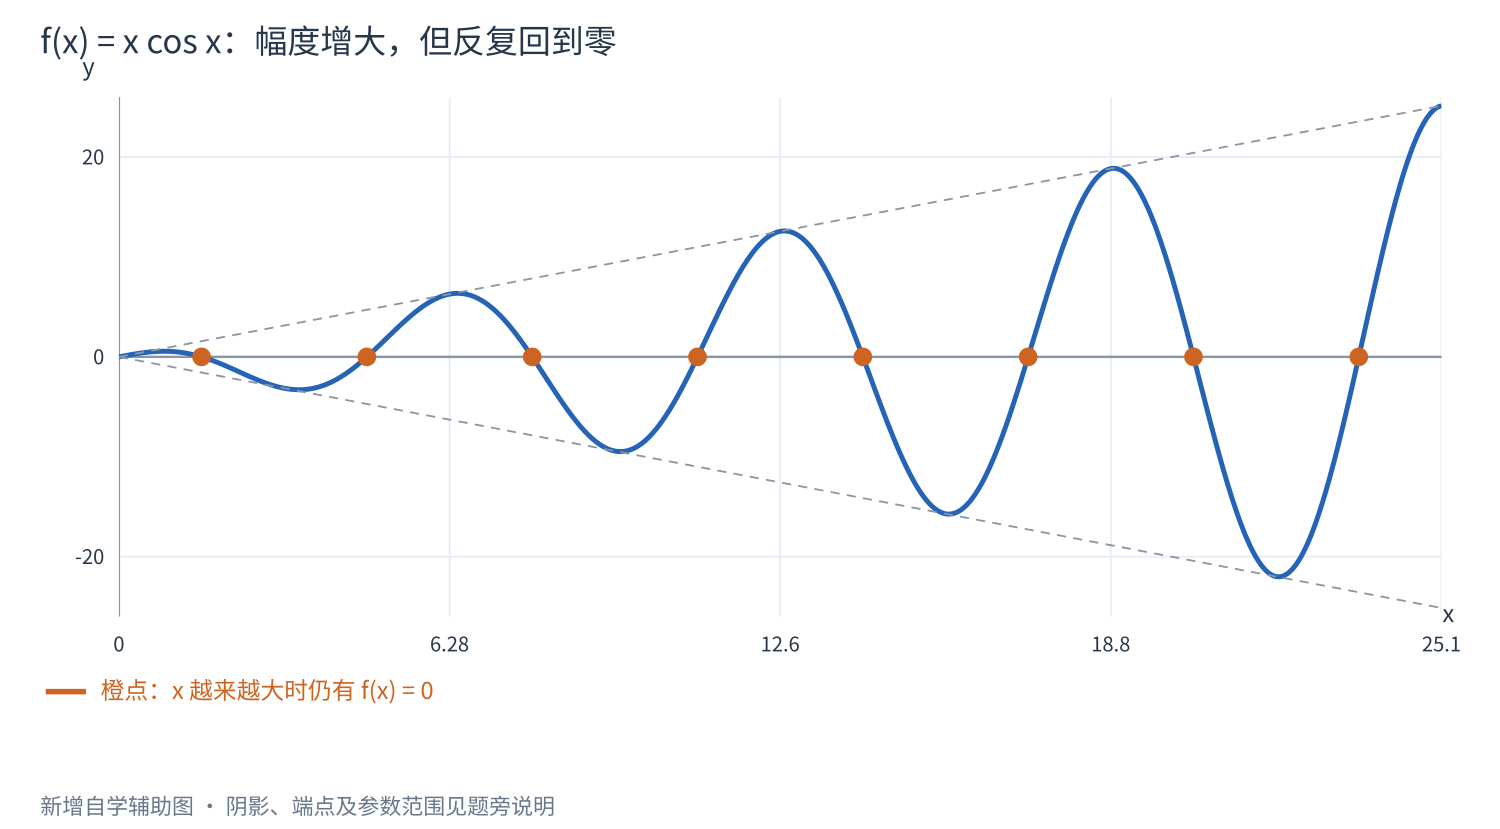 f(x) = x cos x：幅度增大，但反复回到零
y
20
0
-20
x
0 6.28 12.6 18.8 25.1
橙点：x 越来越大时仍有 f(x) = 0
新增自学辅助图 · 阴影、端点及参数范围见题旁说明